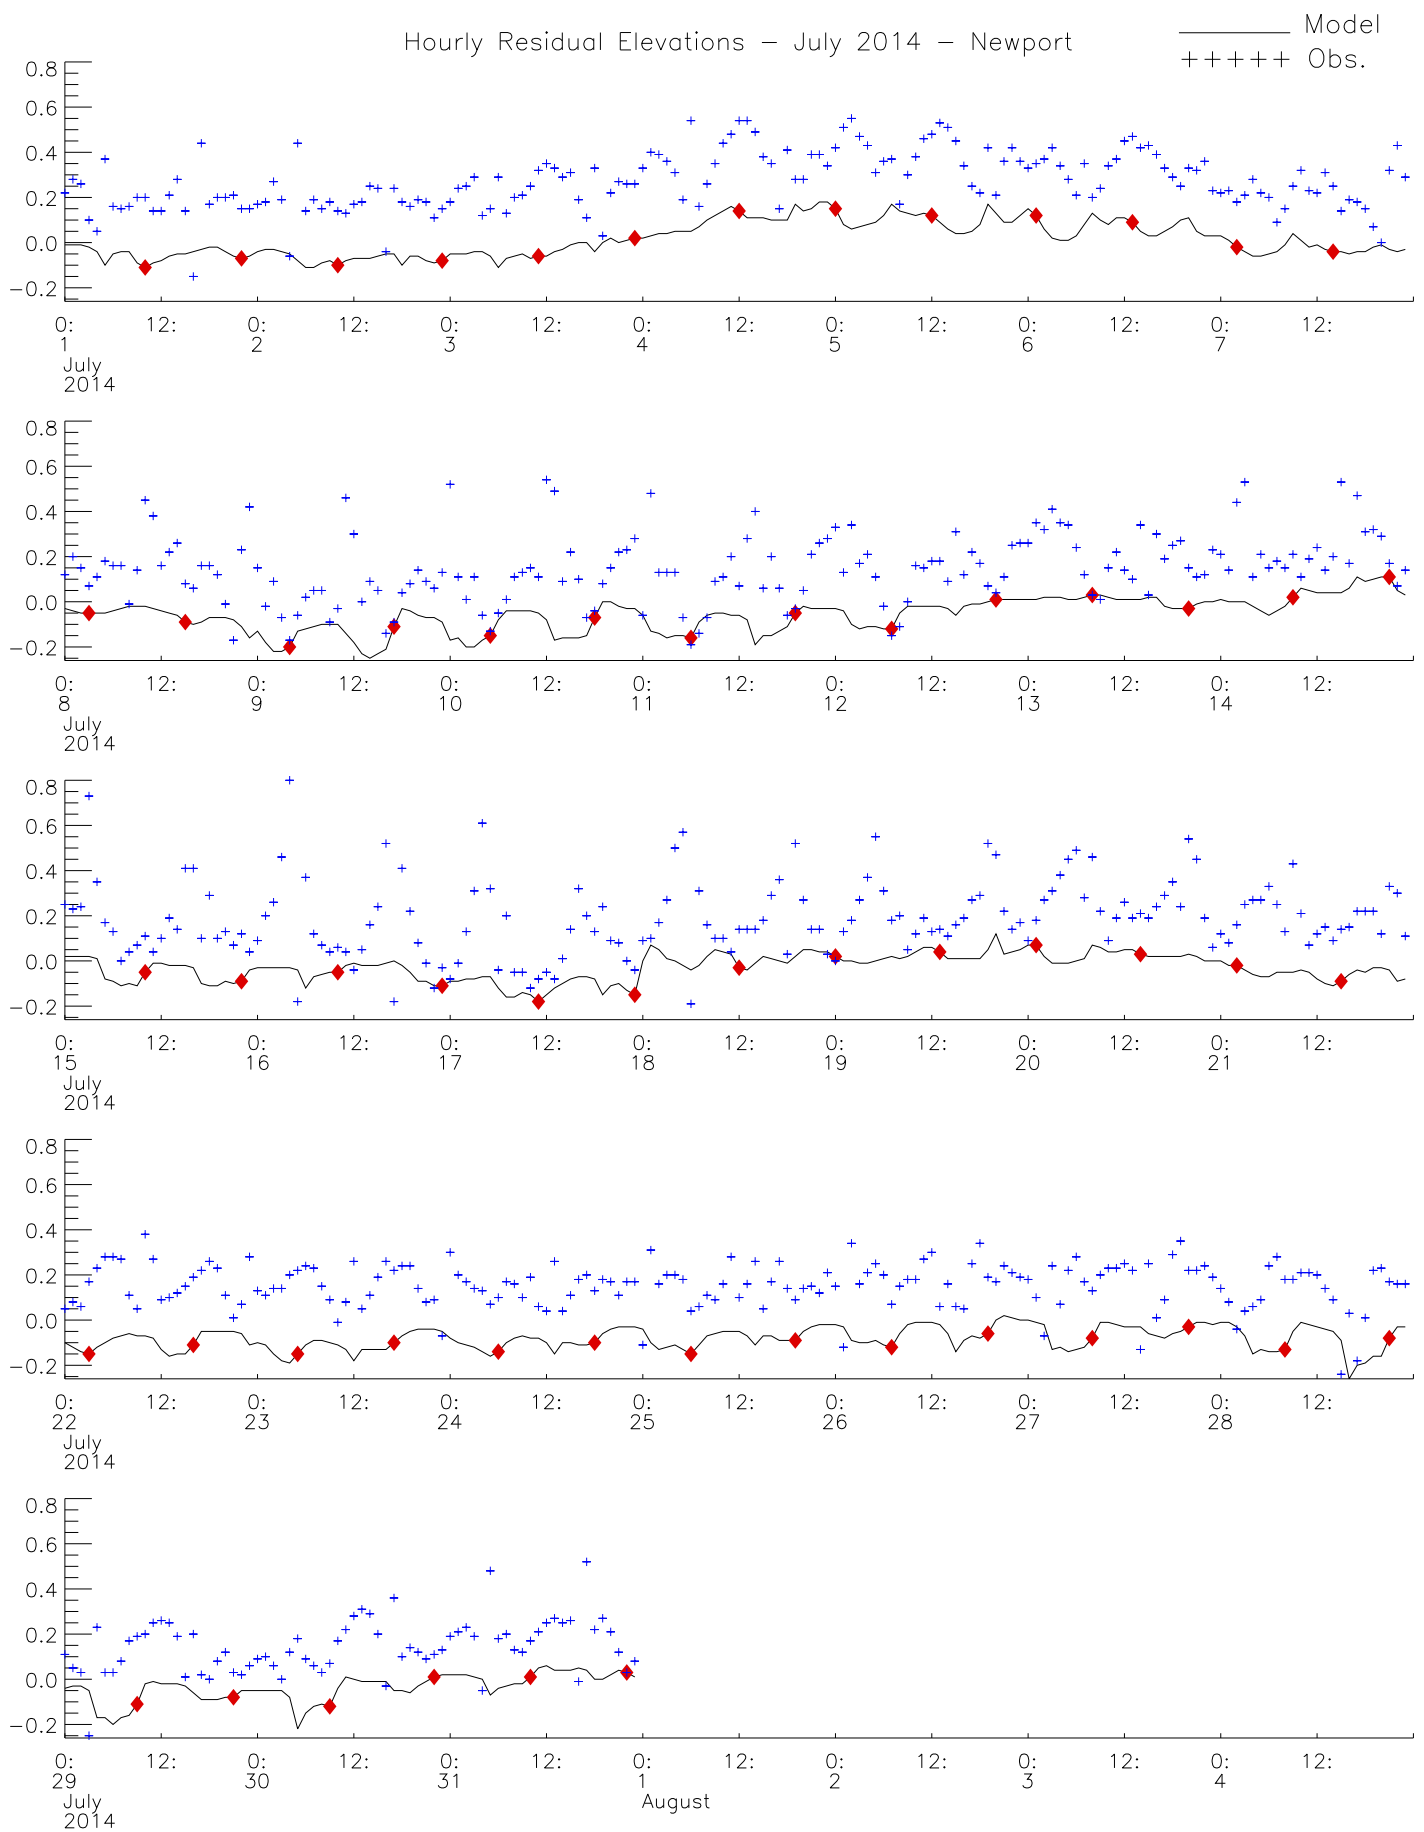 Hourly Residual Elevations – July 2014 – Newport
Model
+++++ Obs.
0.8
0.6
0.4
0.2
0.0
−0.2
0: 12: 0: 12: 0: 12: 0: 12: 0: 12: 0: 12: 0: 12:
1 2 3 4 5 6 7
July
2014
0.8
0.6
0.4
0.2
0.0
−0.2
0: 12: 0: 12: 0: 12: 0: 12: 0: 12: 0: 12: 0: 12:
8 9 10 11 12 13 14
July
2014
0.8
0.6
0.4
0.2
0.0
−0.2
0: 12: 0: 12: 0: 12: 0: 12: 0: 12: 0: 12: 0: 12:
15 16 17 18 19 20 21
July
2014
0.8
0.6
0.4
0.2
0.0
−0.2
0: 12: 0: 12: 0: 12: 0: 12: 0: 12: 0: 12: 0: 12:
22 23 24 25 26 27 28
July
2014
0.8
0.6
0.4
0.2
0.0
−0.2
0: 12: 0: 12: 0: 12: 0: 12: 0: 12: 0: 12: 0: 12:
29 30 31 1 2 3 4
July August
2014